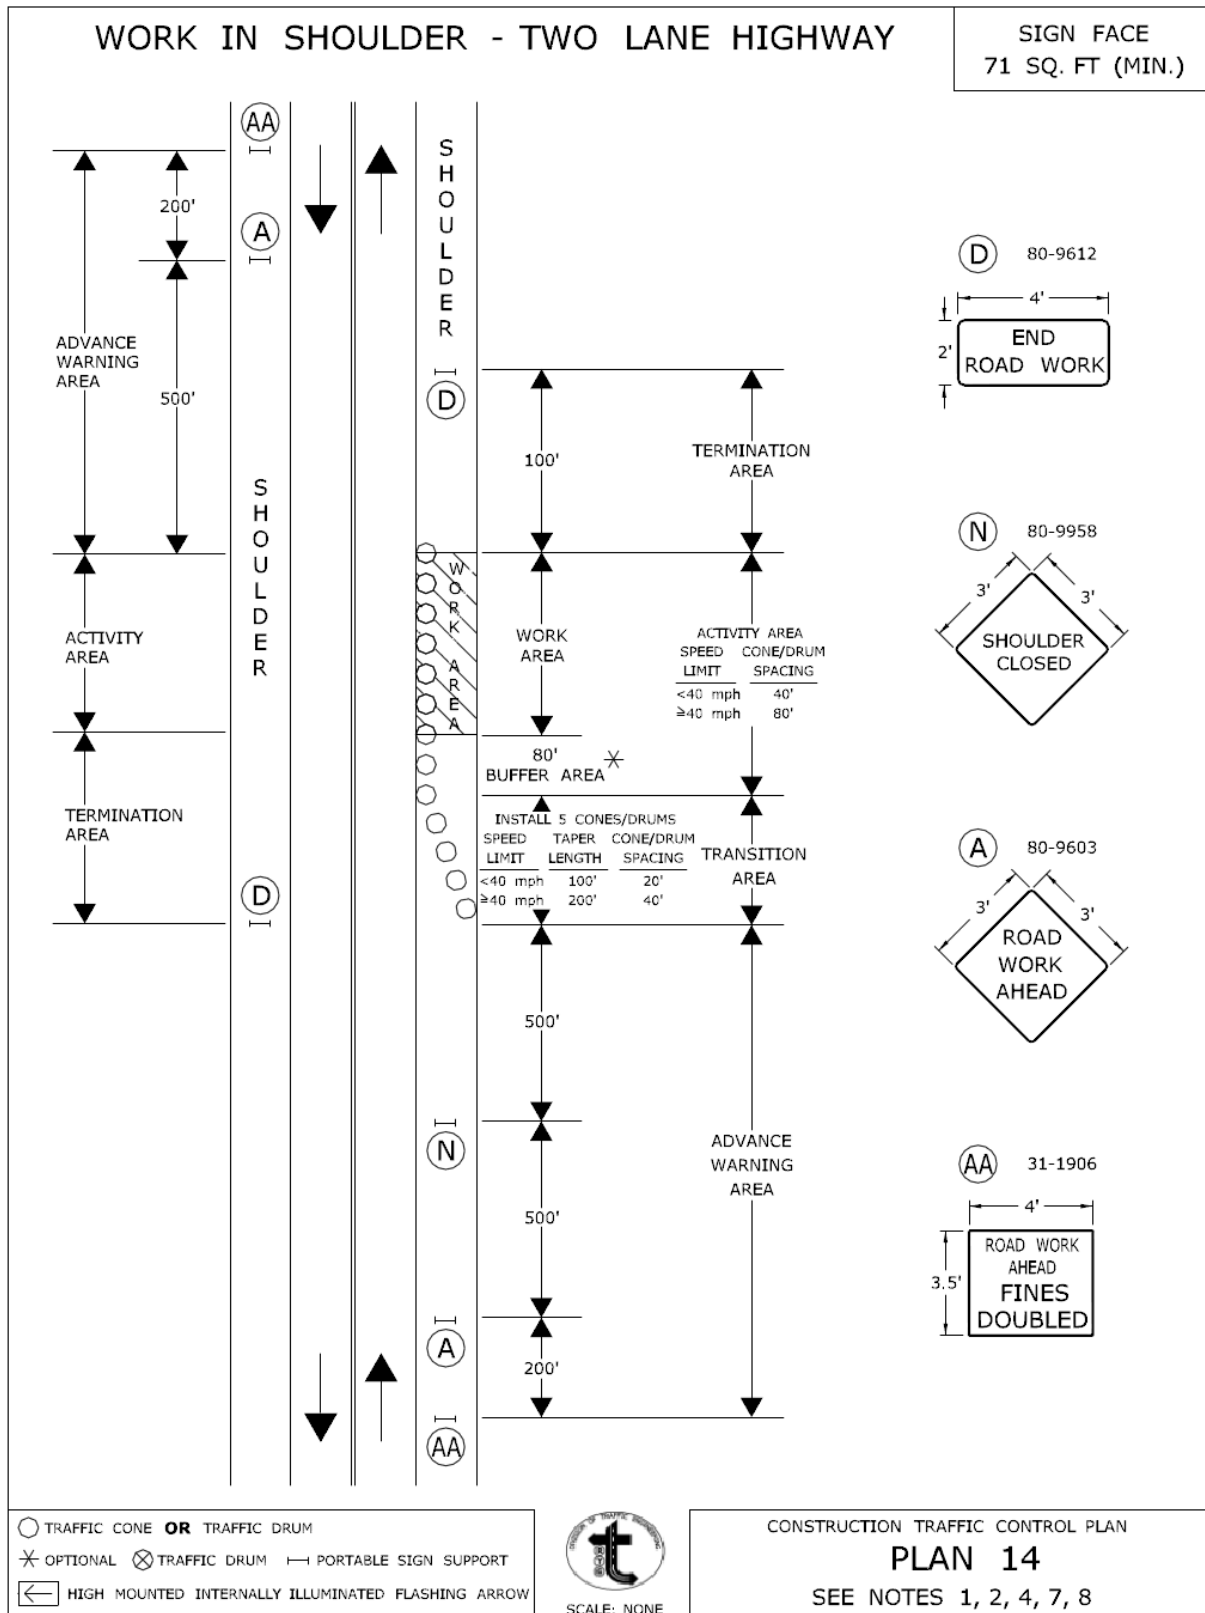 WORK IN SHOULDER - TWO LANE HIGHWAY
SIGN FACE
71 SQ. FT (MIN.)
AA
200'
A
ADVANCE
WARNING
AREA
500'
SHOULDER
ACTIVITY
AREA
TERMINATION
AREA
D
SHOULDER
D
100'
TERMINATION
AREA
WORK AREA
WORK
AREA
ACTIVITY AREA
SPEED CONE/DRUM
LIMIT SPACING
<40 mph 40'
≥40 mph 80'
80'
BUFFER AREA
INSTALL 5 CONES/DRUMS
SPEED TAPER CONE/DRUM
LIMIT LENGTH SPACING
<40 mph 100' 20'
≥40 mph 200' 40'
TRANSITION
AREA
500'
N
500'
ADVANCE
WARNING
AREA
A
200'
AA
D 80-9612
4'
2'
END
ROAD WORK
N 80-9958
3' 3'
SHOULDER
CLOSED
A 80-9603
3' 3'
ROAD
WORK
AHEAD
AA 31-1906
4'
3.5'
ROAD WORK
AHEAD
FINES
DOUBLED
TRAFFIC CONE OR TRAFFIC DRUM
OPTIONAL TRAFFIC DRUM PORTABLE SIGN SUPPORT
HIGH MOUNTED INTERNALLY ILLUMINATED FLASHING ARROW
DIVISION OF TRAFFIC ENGINEERING
t
SCALE: NONE
CONSTRUCTION TRAFFIC CONTROL PLAN
PLAN 14
SEE NOTES 1, 2, 4, 7, 8